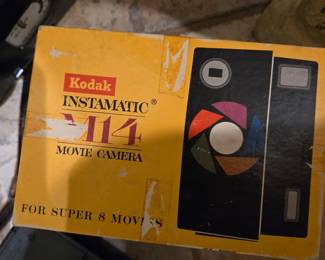 Kodak
INSTAMATIC®
M14
MOVIE CAMERA
FOR SUPER 8 MOVIES